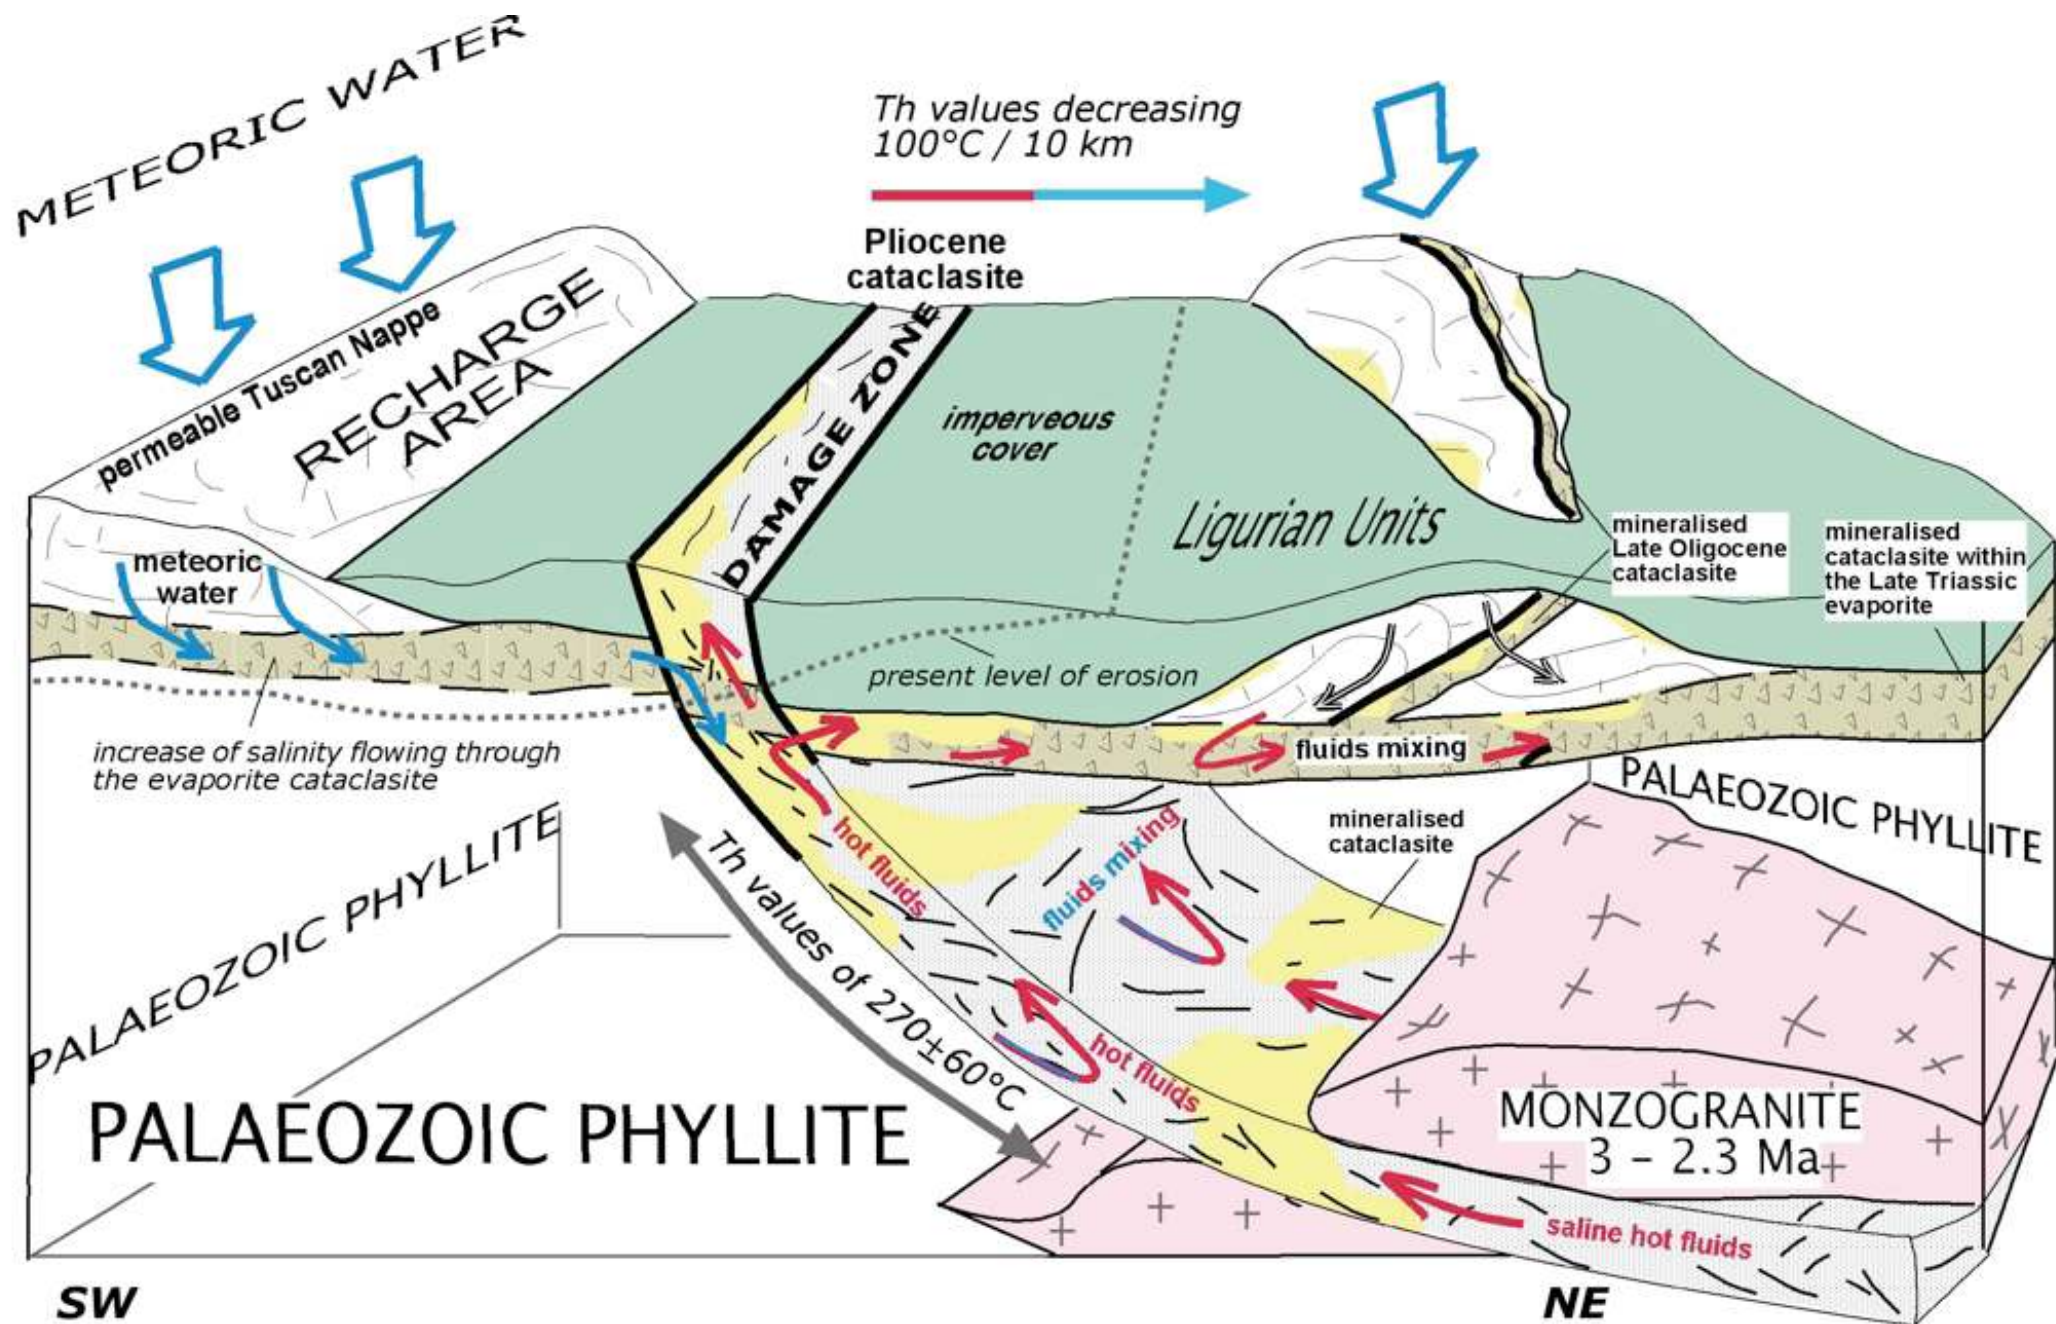 METEORIC WATER
Th values decreasing
100°C / 10 km
Pliocene
cataclasite
permeable Tuscan Nappe
RECHARGE
AREA
DAMAGE ZONE
imperveous
cover
Ligurian Units
mineralised
Late Oligocene
cataclasite
mineralised
cataclasite within
the Late Triassic
evaporite
meteoric
water
present level of erosion
increase of salinity flowing through
the evaporite cataclasite
fluids mixing
PALAEOZOIC PHYLLITE
mineralised
cataclasite
hot fluids
fluids mixing
Th values of 270±60°C
PALAEOZOIC PHYLLITE
hot fluids
PALAEOZOIC PHYLLITE
MONZOGRANITE
3 – 2.3 Ma
saline hot fluids
SW
NE